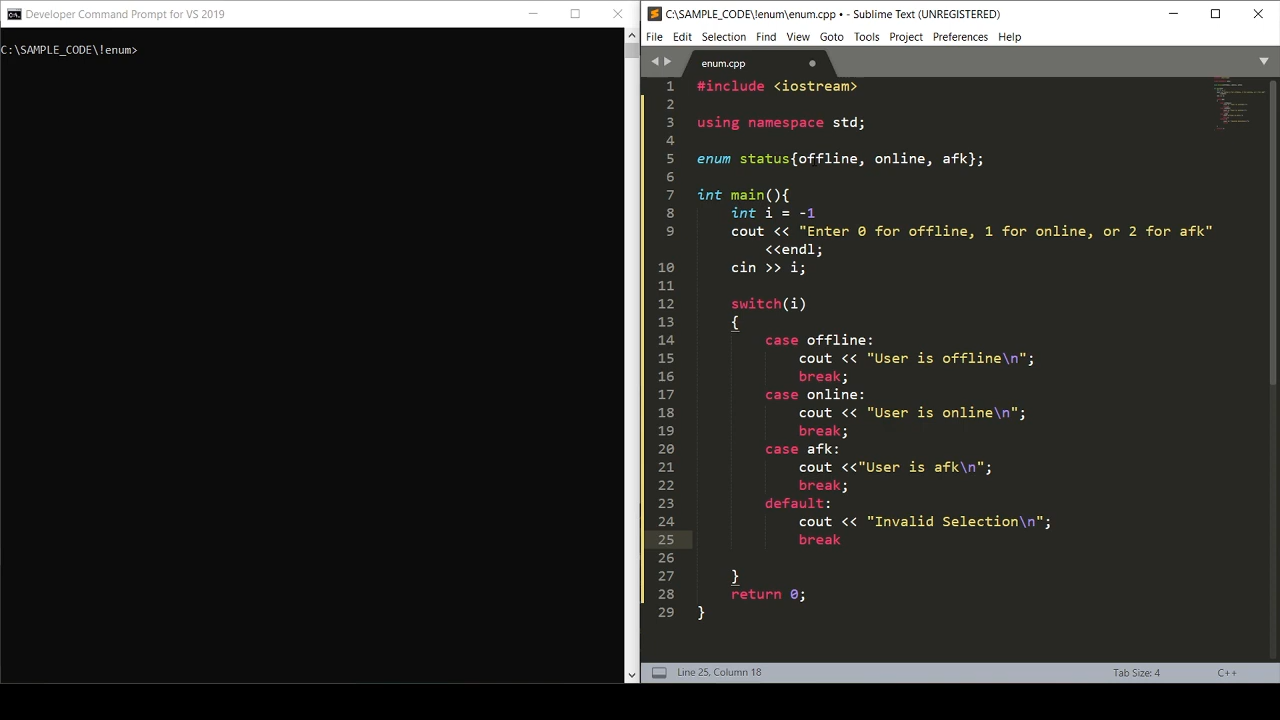 Developer Command Prompt for VS 2019
C:\SAMPLE_CODE\!enum>
C:\SAMPLE_CODE\!enum\enum.cpp • - Sublime Text (UNREGISTERED)
File Edit Selection Find View Goto Tools Project Preferences Help
enum.cpp
1 #include <iostream>
2
3 using namespace std;
4
5 enum status{offline, online, afk};
6
7 int main(){
8     int i = -1
9     cout << "Enter 0 for offline, 1 for online, or 2 for afk"
        <<endl;
10     cin >> i;
11
12     switch(i)
13     {
14         case offline:
15             cout << "User is offline\n";
16             break;
17         case online:
18             cout << "User is online\n";
19             break;
20         case afk:
21             cout <<"User is afk\n";
22             break;
23         default:
24             cout << "Invalid Selection\n";
25             break
26
27     }
28     return 0;
29 }
Line 25, Column 18 Tab Size: 4 C++